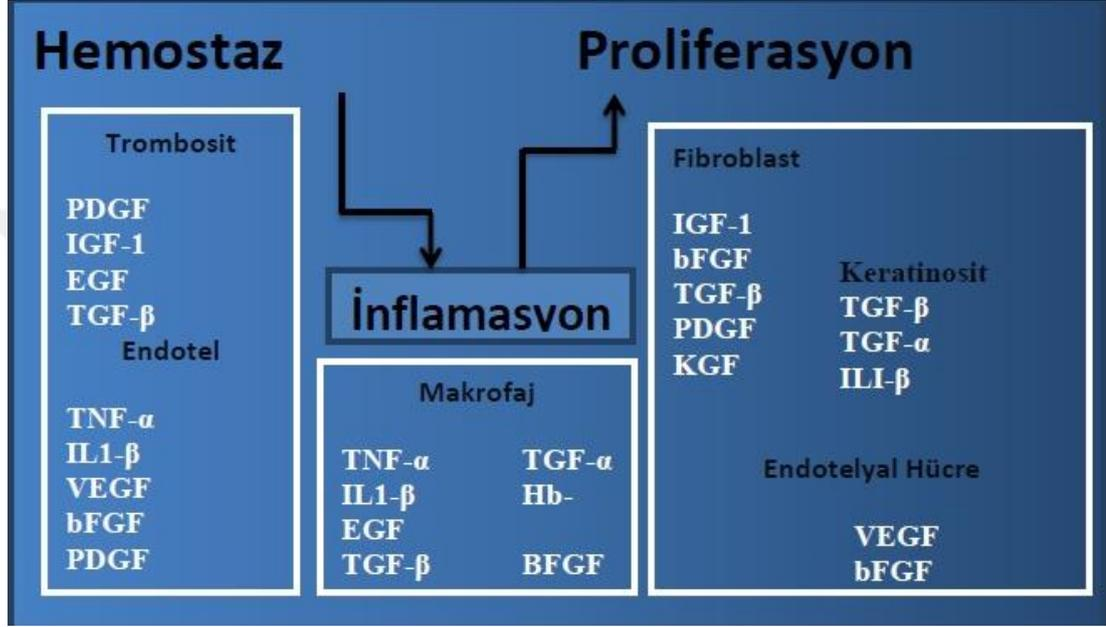 Hemostaz
Proliferasyon
Trombosit
PDGF
IGF-1
EGF
TGF-β
Endotel
TNF-α
IL1-β
VEGF
bFGF
PDGF
İnflamasyon
Makrofaj
TNF-α
IL1-β
EGF
TGF-β
TGF-α
Hb-
BFGF
Fibroblast
IGF-1
bFGF
TGF-β
PDGF
KGF
Keratinosit
TGF-β
TGF-α
ILI-β
Endotelyal Hücre
VEGF
bFGF